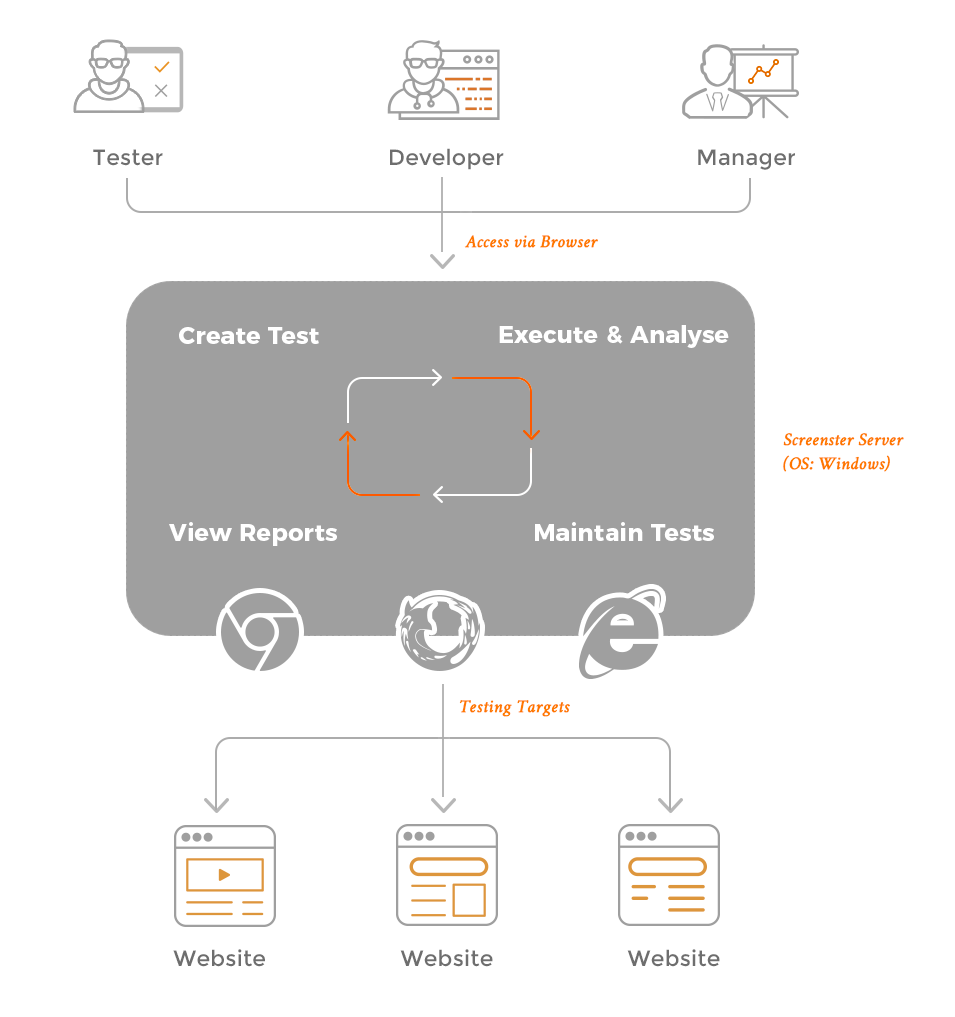 Tester
Developer
Manager
Access via Browser
Create Test
Execute & Analyse
Screenster Server
(OS: Windows)
View Reports
Maintain Tests
Testing Targets
Website
Website
Website